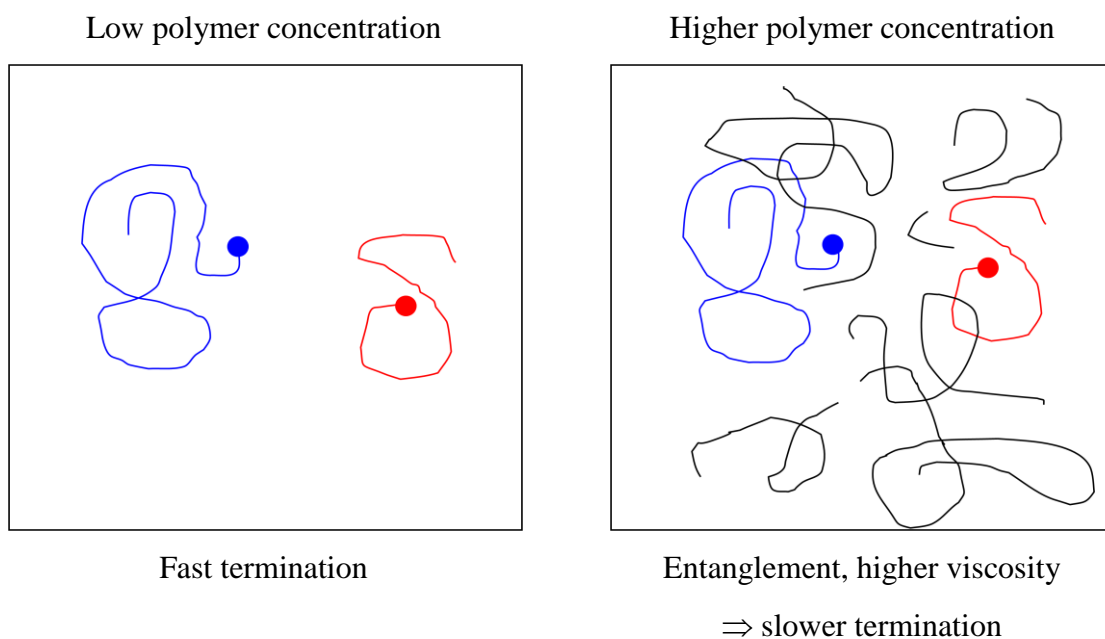 Low polymer concentration
Higher polymer concentration
Fast termination
Entanglement, higher viscosity
⇒ slower termination